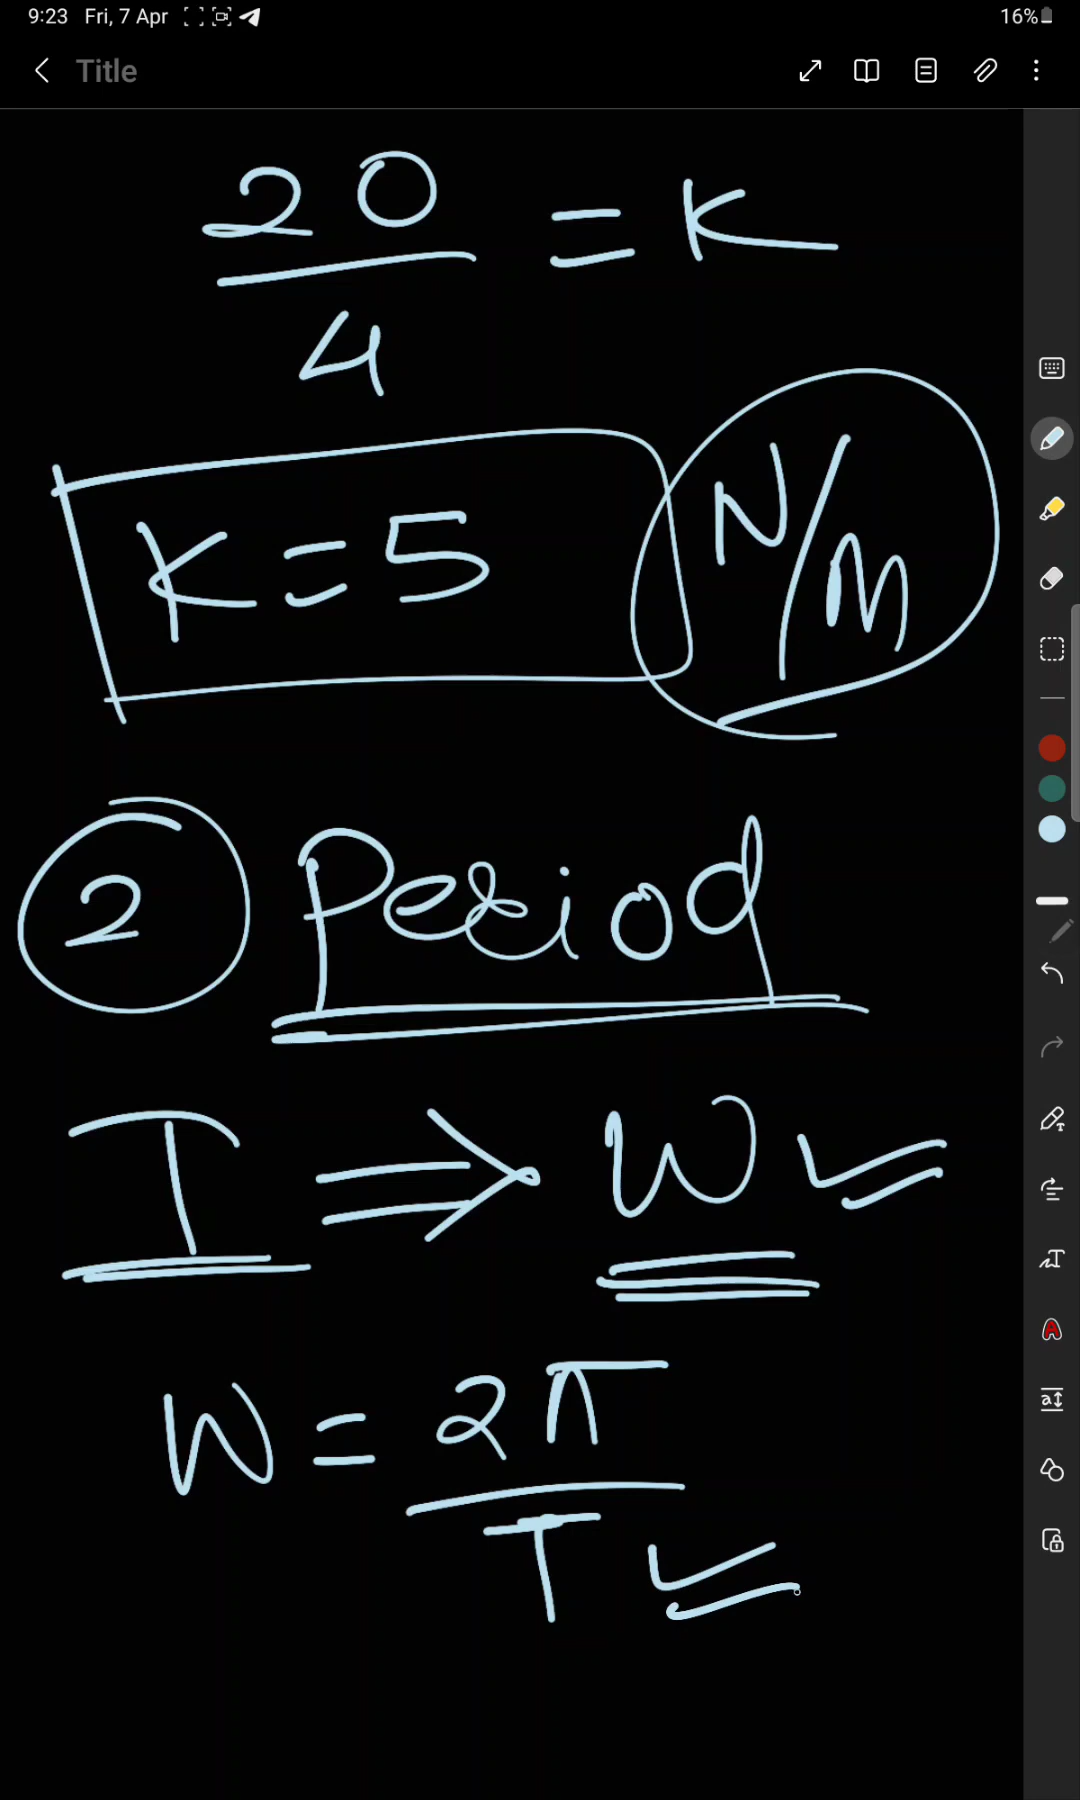 9:23 Fri, 7 Apr 16%
Title
20/4 = K
K = 5 N/m
2 Period
T ⇒ W
W = 2π/T